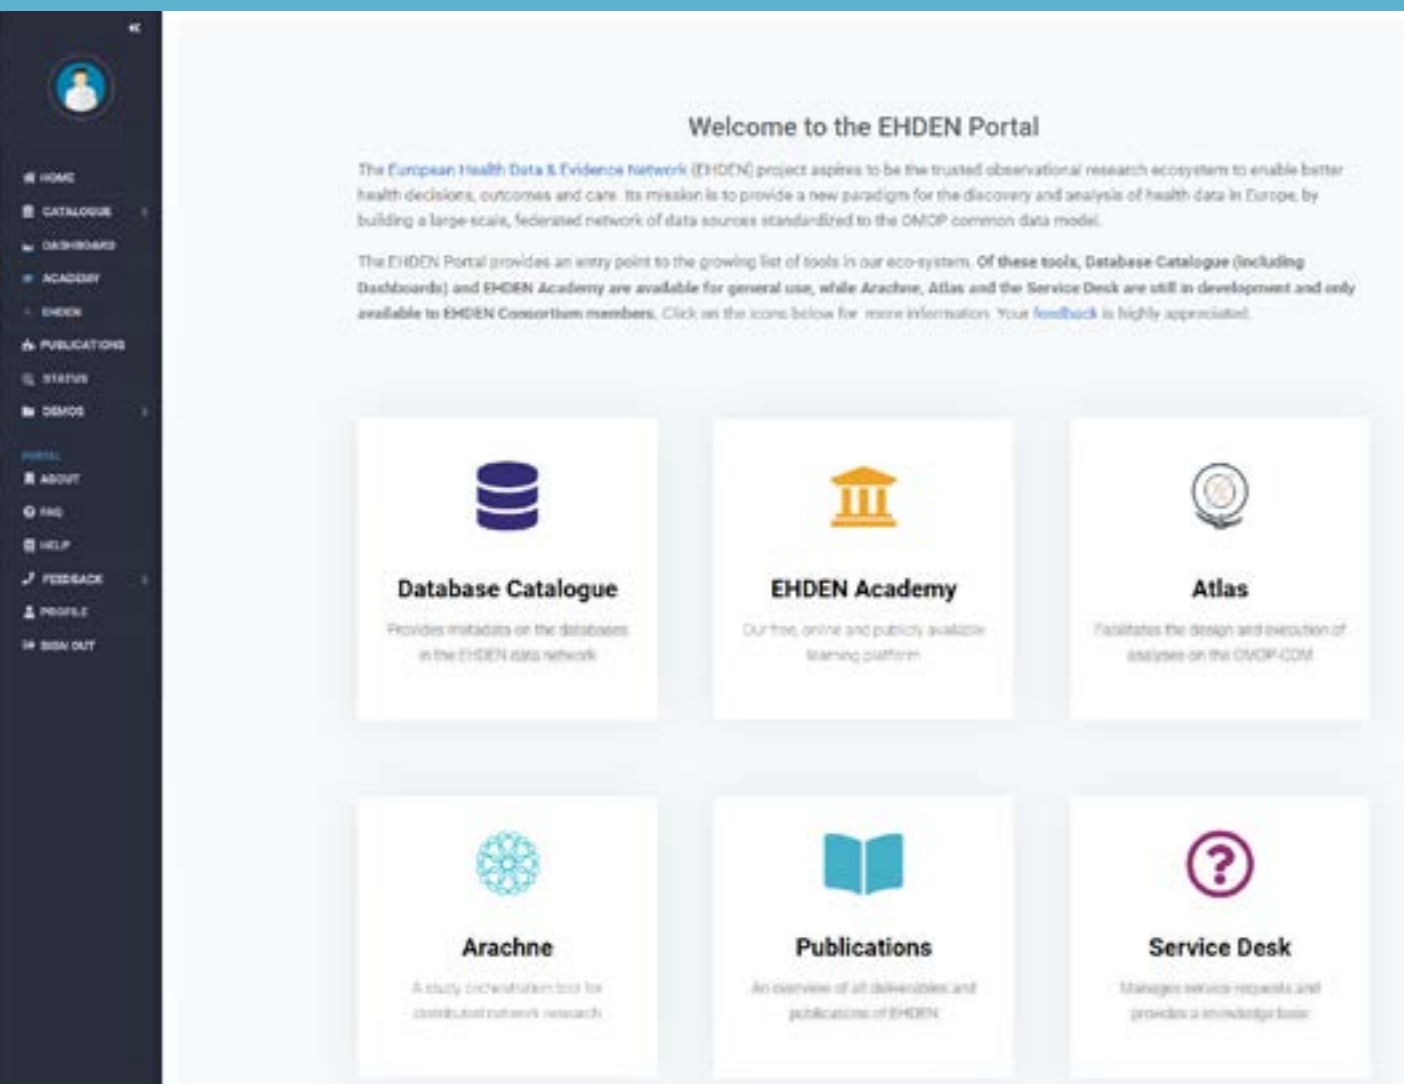 HOME
CATALOGUE
DASHBOARD
ACADEMY
EHDEN
PUBLICATIONS
STATUS
DEMOS
PORTAL
ABOUT
FAQ
HELP
FEEDBACK
PROFILE
SIGN OUT
Welcome to the EHDEN Portal
The European Health Data & Evidence Network (EHDEN) project aspires to be the trusted observational research ecosystem to enable better
health decisions, outcomes and care. Its mission is to provide a new paradigm for the discovery and analysis of health data in Europe, by
building a large-scale, federated network of data sources standardized to the OMOP common data model.
The EHDEN Portal provides an entry point to the growing list of tools in our eco-system. Of these tools, Database Catalogue (including
Dashboards) and EHDEN Academy are available for general use, while Arachne, Atlas and the Service Desk are still in development and only
available to EHDEN Consortium members. Click on the icons below for more information. Your feedback is highly appreciated.
Database Catalogue
Provides metadata on the databases
in the EHDEN data network
EHDEN Academy
Our free, online and publicly available
learning platform
Atlas
Facilitates the design and execution of
analyses on the OMOP-CDM
Arachne
A study orchestration tool for
distributed network research
Publications
An overview of all deliverables and
publications of EHDEN
Service Desk
Manages service requests and
provides a knowledge base